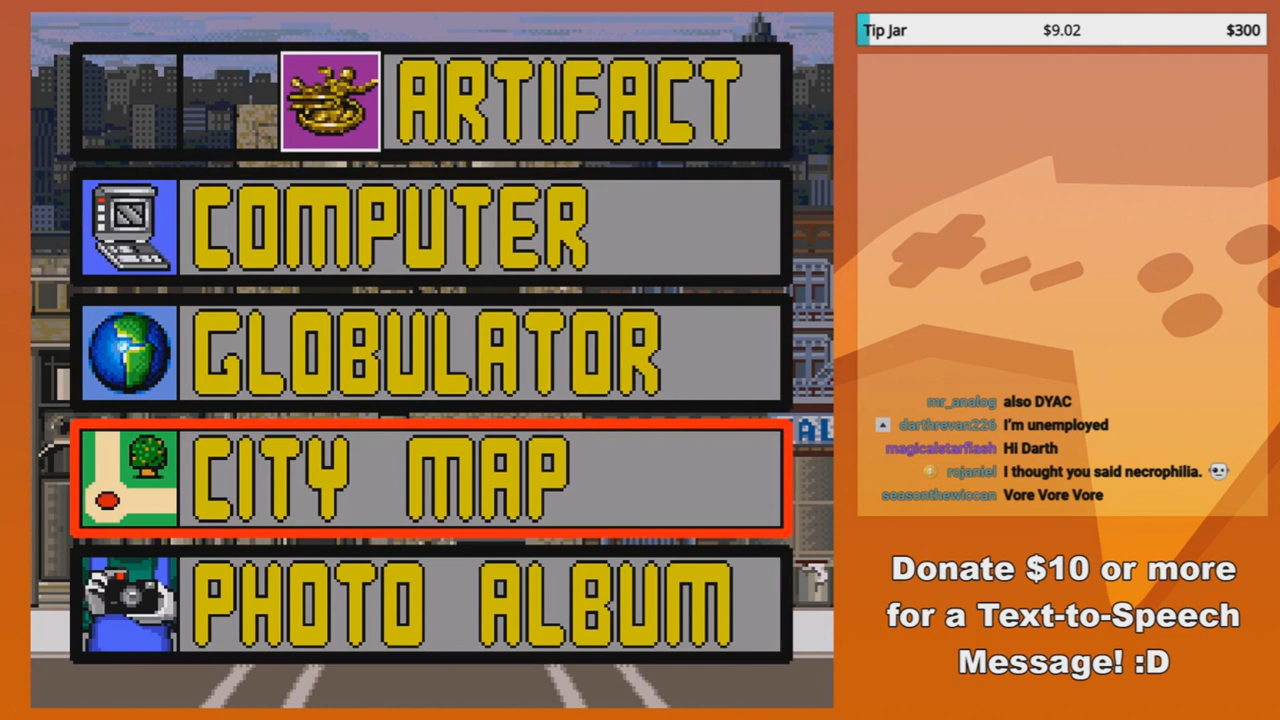 ARTIFACT
COMPUTER
GLOBULATOR
CITY MAP
PHOTO ALBUM
AL
Tip Jar $9.02 $300
mr_analog also DYAC
darthrevan226 I'm unemployed
magicalstarflash Hi Darth
rojaniel I thought you said necrophilia.
seasonthewiccan Vore Vore Vore
Donate $10 or more
for a Text-to-Speech
Message! :D